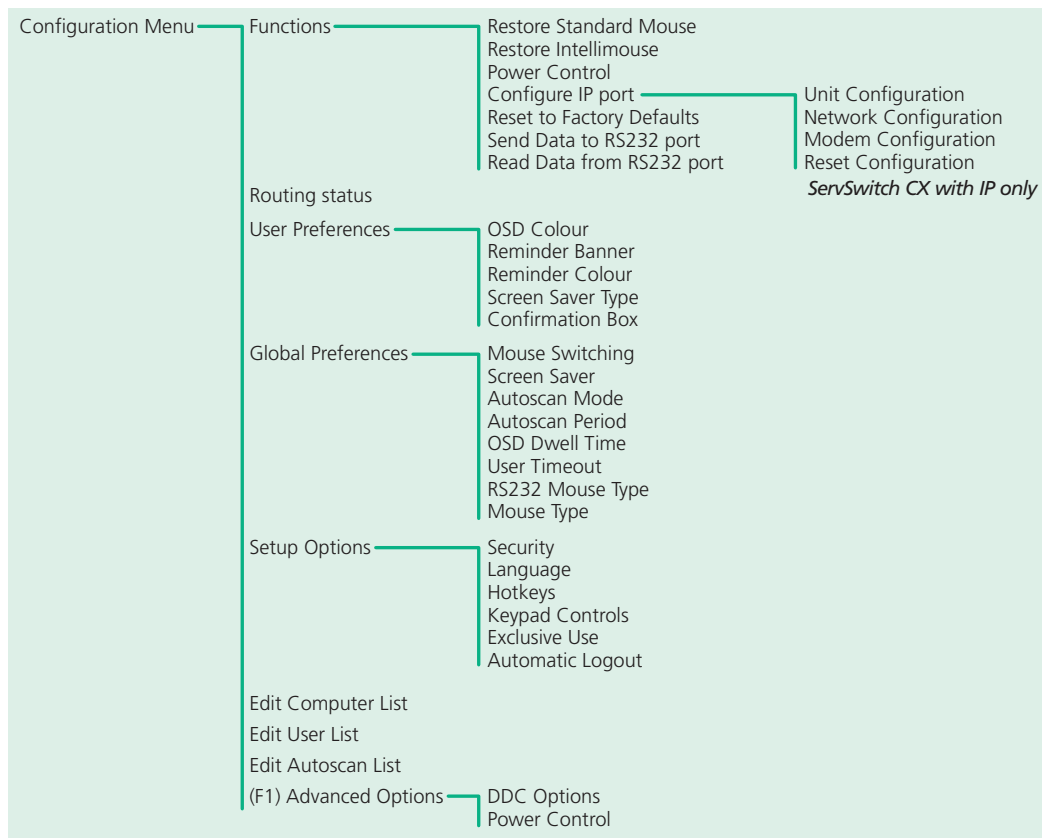 Configuration Menu
Functions
Restore Standard Mouse
Restore Intellimouse
Power Control
Configure IP port
Unit Configuration
Network Configuration
Modem Configuration
Reset Configuration
ServSwitch CX with IP only
Reset to Factory Defaults
Send Data to RS232 port
Read Data from RS232 port
Routing status
User Preferences
OSD Colour
Reminder Banner
Reminder Colour
Screen Saver Type
Confirmation Box
Global Preferences
Mouse Switching
Screen Saver
Autoscan Mode
Autoscan Period
OSD Dwell Time
User Timeout
RS232 Mouse Type
Mouse Type
Setup Options
Security
Language
Hotkeys
Keypad Controls
Exclusive Use
Automatic Logout
Edit Computer List
Edit User List
Edit Autoscan List
(F1) Advanced Options
DDC Options
Power Control